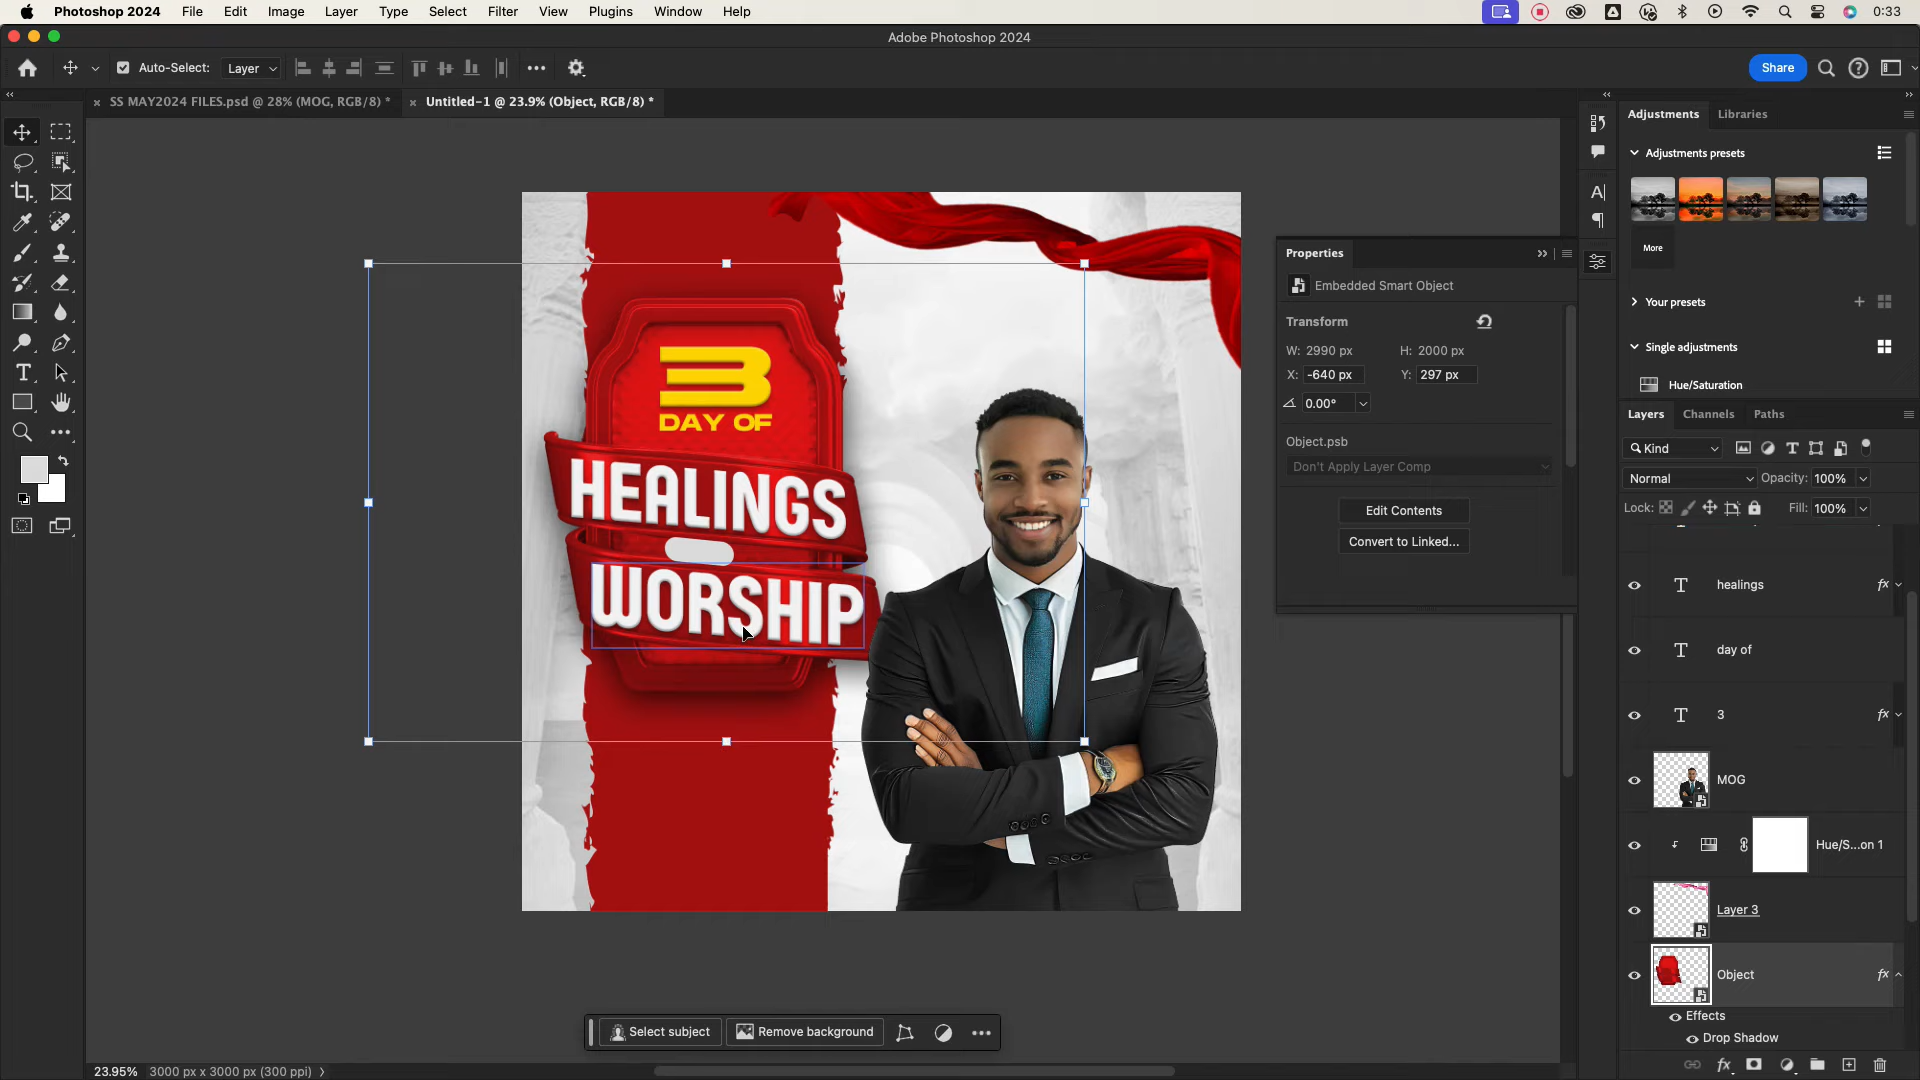 Photoshop 2024 File Edit Image Layer Type Select Filter View Plugins Window Help 0:33
Adobe Photoshop 2024
Auto-Select: Layer Share
× SS MAY2024 FILES.psd @ 28% (MOG, RGB/8) * × Untitled-1 @ 23.9% (Object, RGB/8) *
Adjustments Libraries
Adjustments presets
More
Your presets
Single adjustments
Hue/Saturation
Properties
Embedded Smart Object
Transform
W: 2990 px H: 2000 px
X: -640 px Y: 297 px
0.00°
Object.psb
Don't Apply Layer Comp
Edit Contents
Convert to Linked...
3
DAY OF
HEALINGS
WORSHIP
Layers Channels Paths
Kind
Normal Opacity: 100%
Lock: Fill: 100%
healings fx
day of
3 fx
MOG
Hue/S...on 1
Layer 3
Object fx
Effects
Drop Shadow
Select subject Remove background
23.95% 3000 px x 3000 px (300 ppi)